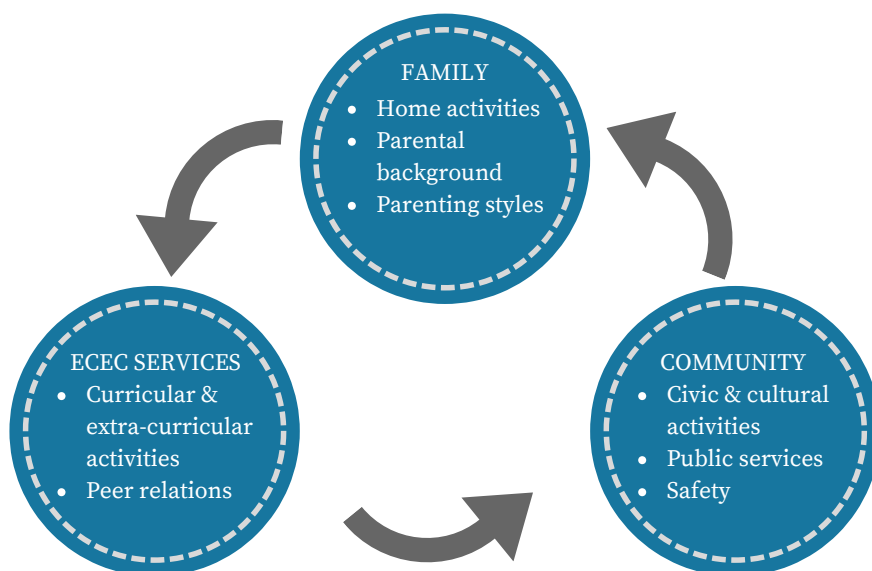 FAMILY
• Home activities
• Parental
background
• Parenting styles
ECEC SERVICES
• Curricular &
extra-curricular
activities
• Peer relations
COMMUNITY
• Civic & cultural
activities
• Public services
• Safety